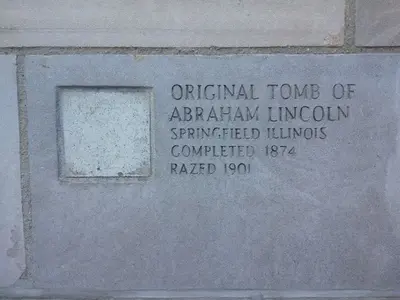 ORIGINAL TOMB OF
ABRAHAM LINCOLN
SPRINGFIELD ILLINOIS
COMPLETED 1874
RAZED 1901